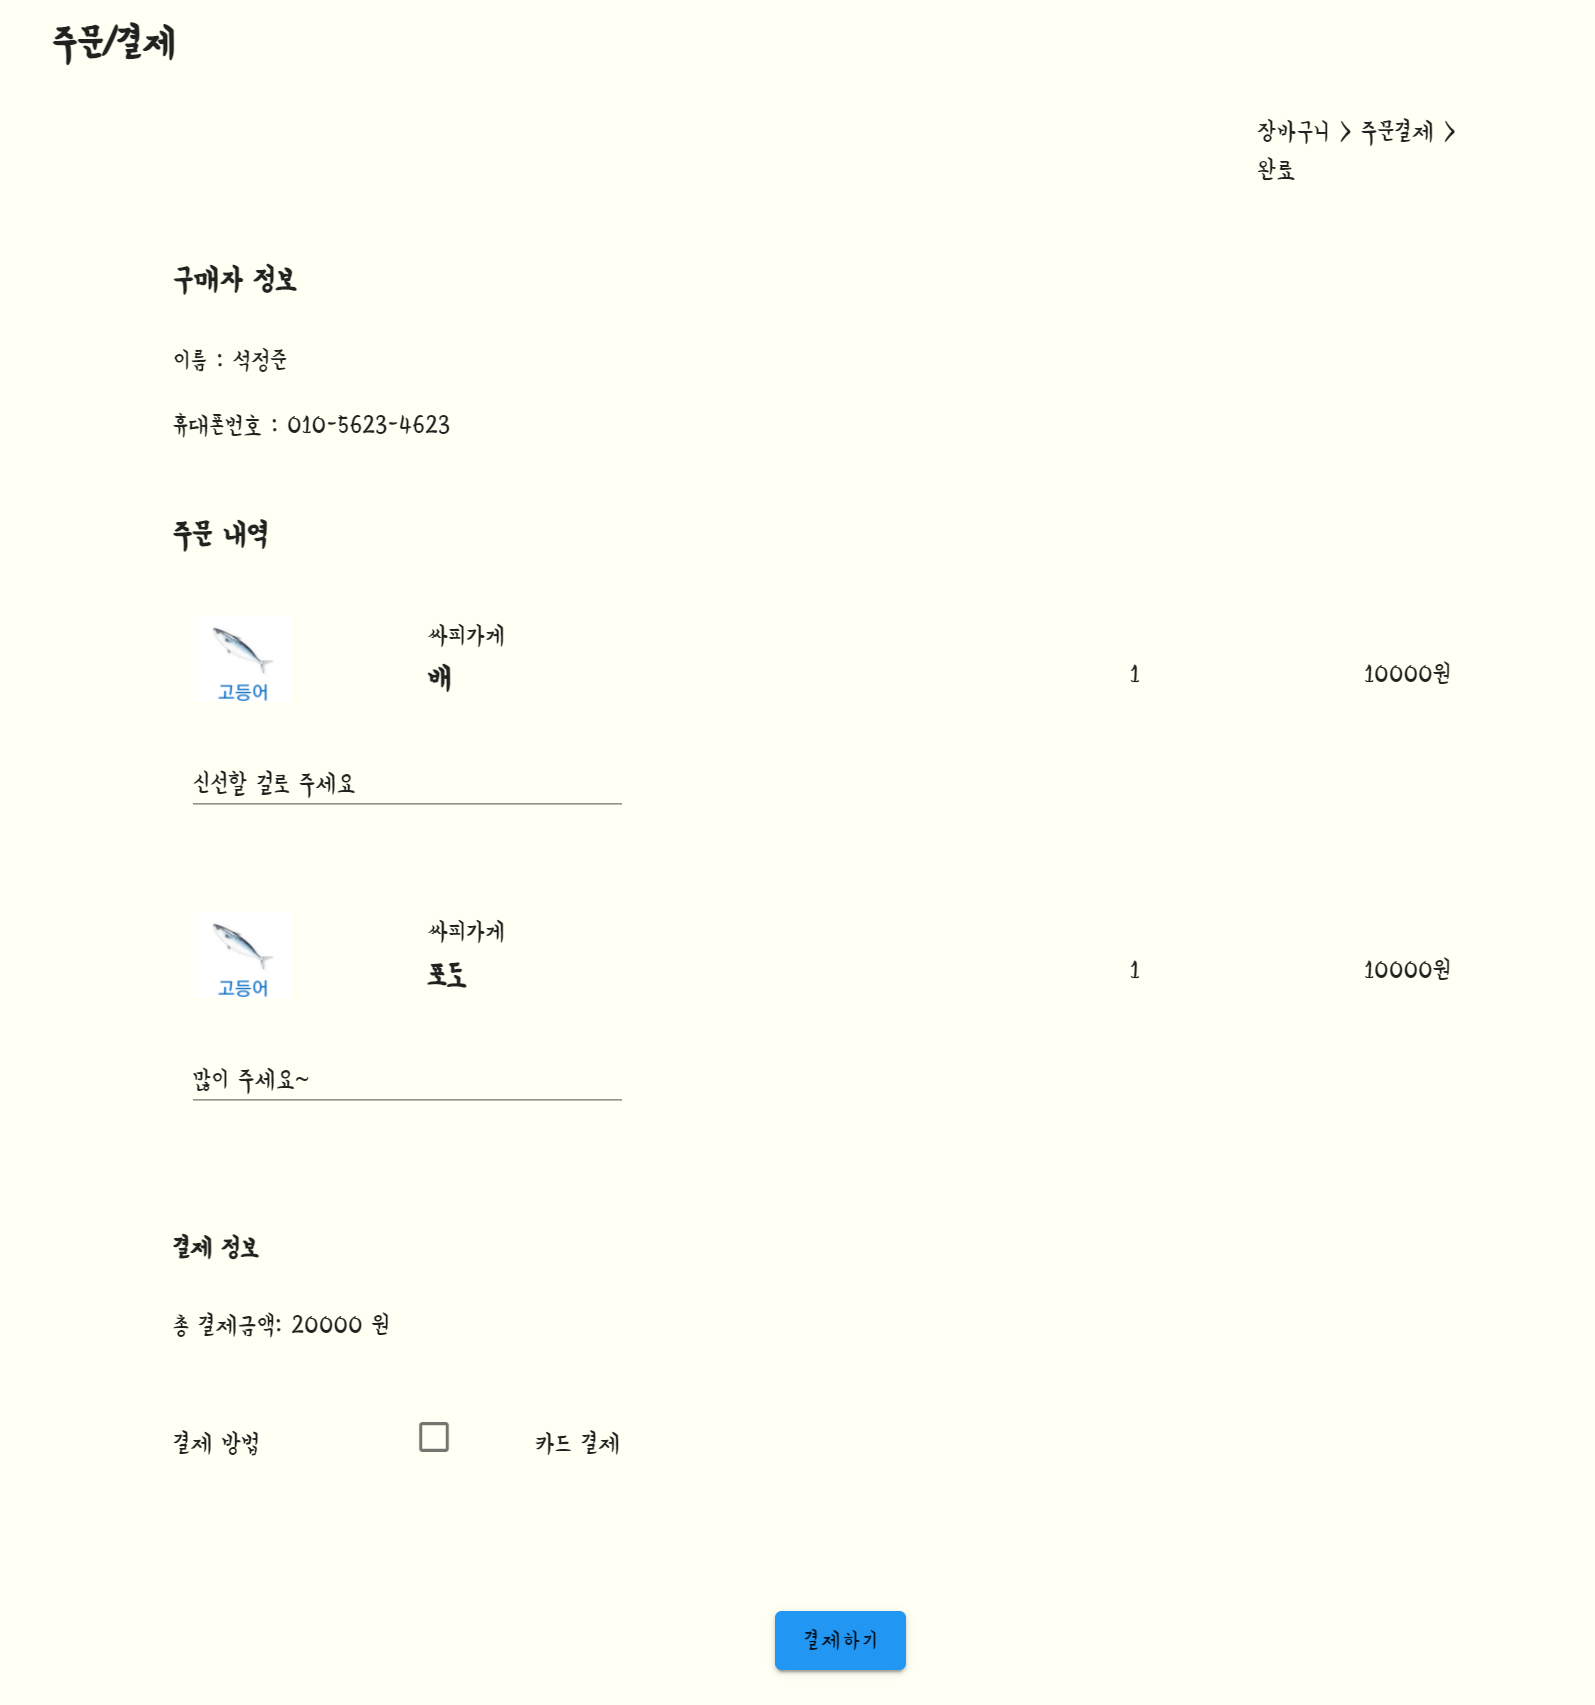 주문/결제
장바구니 > 주문결제 >
완료
구매자 정보
이름 : 석정준
휴대폰번호 : 010-5623-4623
주문 내역
고등어
싸피가게
배
1
10000원
신선할 걸로 주세요
고등어
싸피가게
포도
1
10000원
많이 주세요~
결제 정보
총 결제금액: 20000 원
결제 방법
카드 결제
결제하기